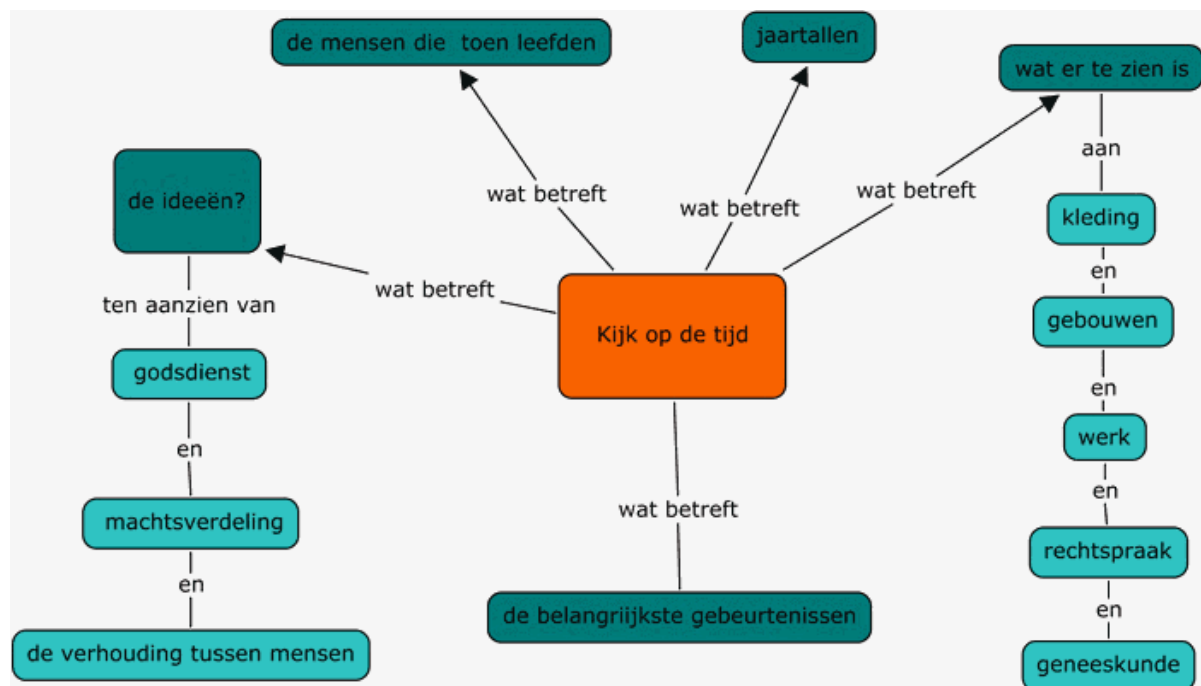 de mensen die toen leefden
jaartallen
wat er te zien is
aan
de ideeën?
wat betreft
wat betreft
wat betreft
kleding
en
wat betreft
ten aanzien van
gebouwen
Kijk op de tijd
godsdienst
en
werk
en
en
wat betreft
machtsverdeling
rechtspraak
en
en
de belangriijkste gebeurtenissen
de verhouding tussen mensen
geneeskunde